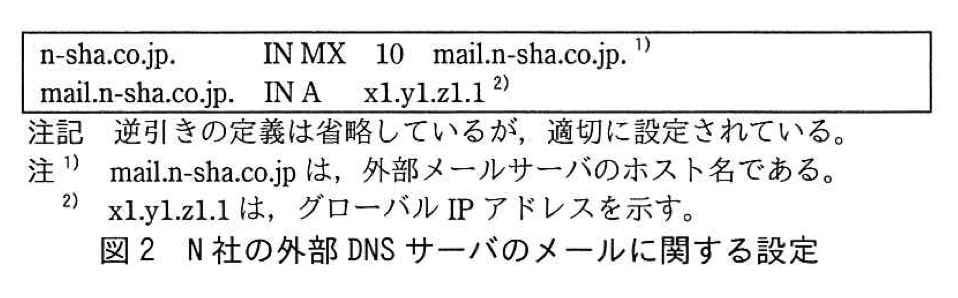 n-sha.co.jp. IN MX 10 mail.n-sha.co.jp. 1)
mail.n-sha.co.jp. IN A x1.y1.z1.1 2)
注記 逆引きの定義は省略しているが，適切に設定されている。
注 1) mail.n-sha.co.jp は，外部メールサーバのホスト名である。
2) x1.y1.z1.1 は，グローバル IP アドレスを示す。
図2 N社の外部 DNS サーバのメールに関する設定